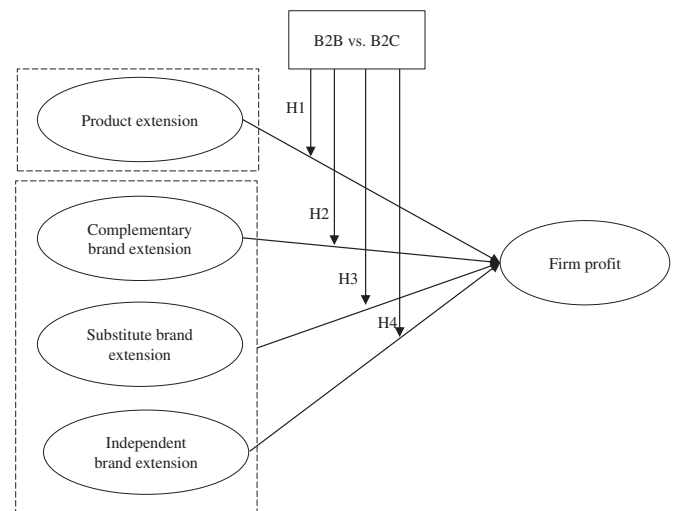 B2B vs. B2C
H1
Product extension
H2
Complementary
brand extension
Firm profit
H3
Substitute brand
extension
H4
Independent
brand extension